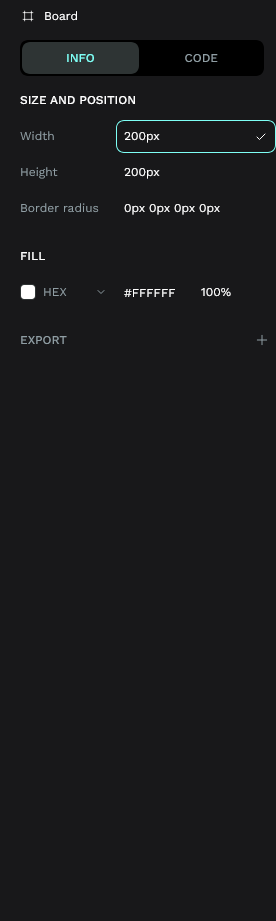 Board
INFO CODE
SIZE AND POSITION
Width 200px
Height 200px
Border radius 0px 0px 0px 0px
FILL
HEX #FFFFFF 100%
EXPORT